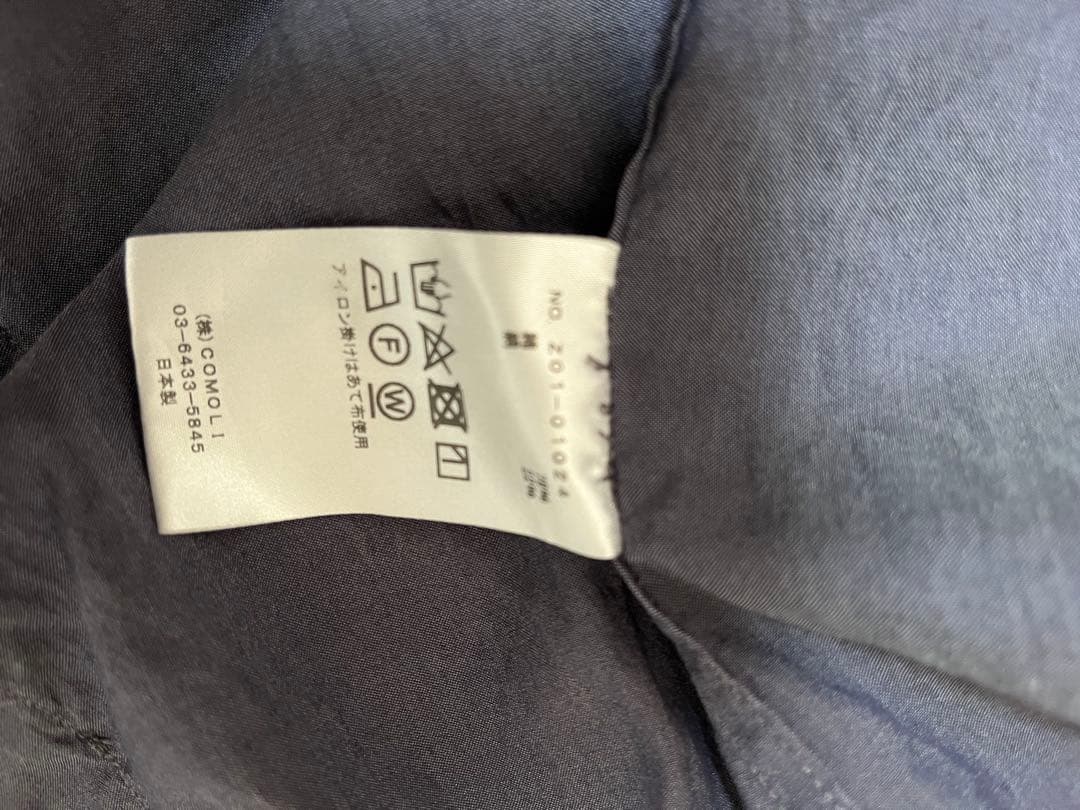 NO. Z01-01024
F W
アイロン掛けはあて布使用
(株)COMOLI
03-6433-5845
日本製